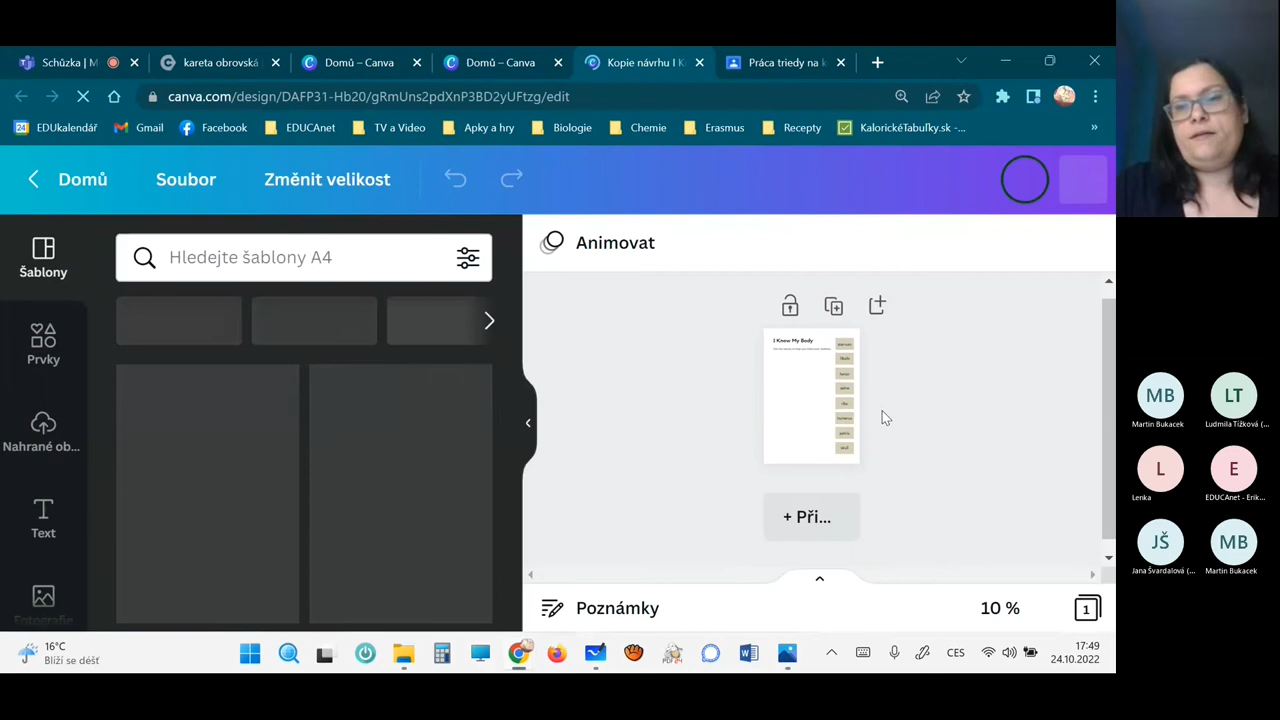 Schůzka | M
kareta obrovská
Domů – Canva
Domů – Canva
Kopie návrhu I K
Práca triedy na k
canva.com/design/DAFP31-Hb20/gRmUns2pdXnP3BD2yUFtzg/edit
24
EDUkalendář
Gmail
Facebook
EDUCAnet
TV a Video
Apky a hry
Biologie
Chemie
Erasmus
Recepty
KalorickéTabuľky.sk -...
»
Domů
Soubor
Změnit velikost
Šablony
Hledejte šablony A4
Animovat
Prvky
I Know My Body
Nahrané ob...
Text
+ Při...
Fotografie
Poznámky
10 %
1
16°C
Blíží se déšť
CES
17:49
24.10.2022
MB
LT
Martin Bukacek
Ludmila Tížková (...
L
E
Lenka
EDUCAnet - Erik...
JŠ
MB
Jana Švardalová (...
Martin Bukacek